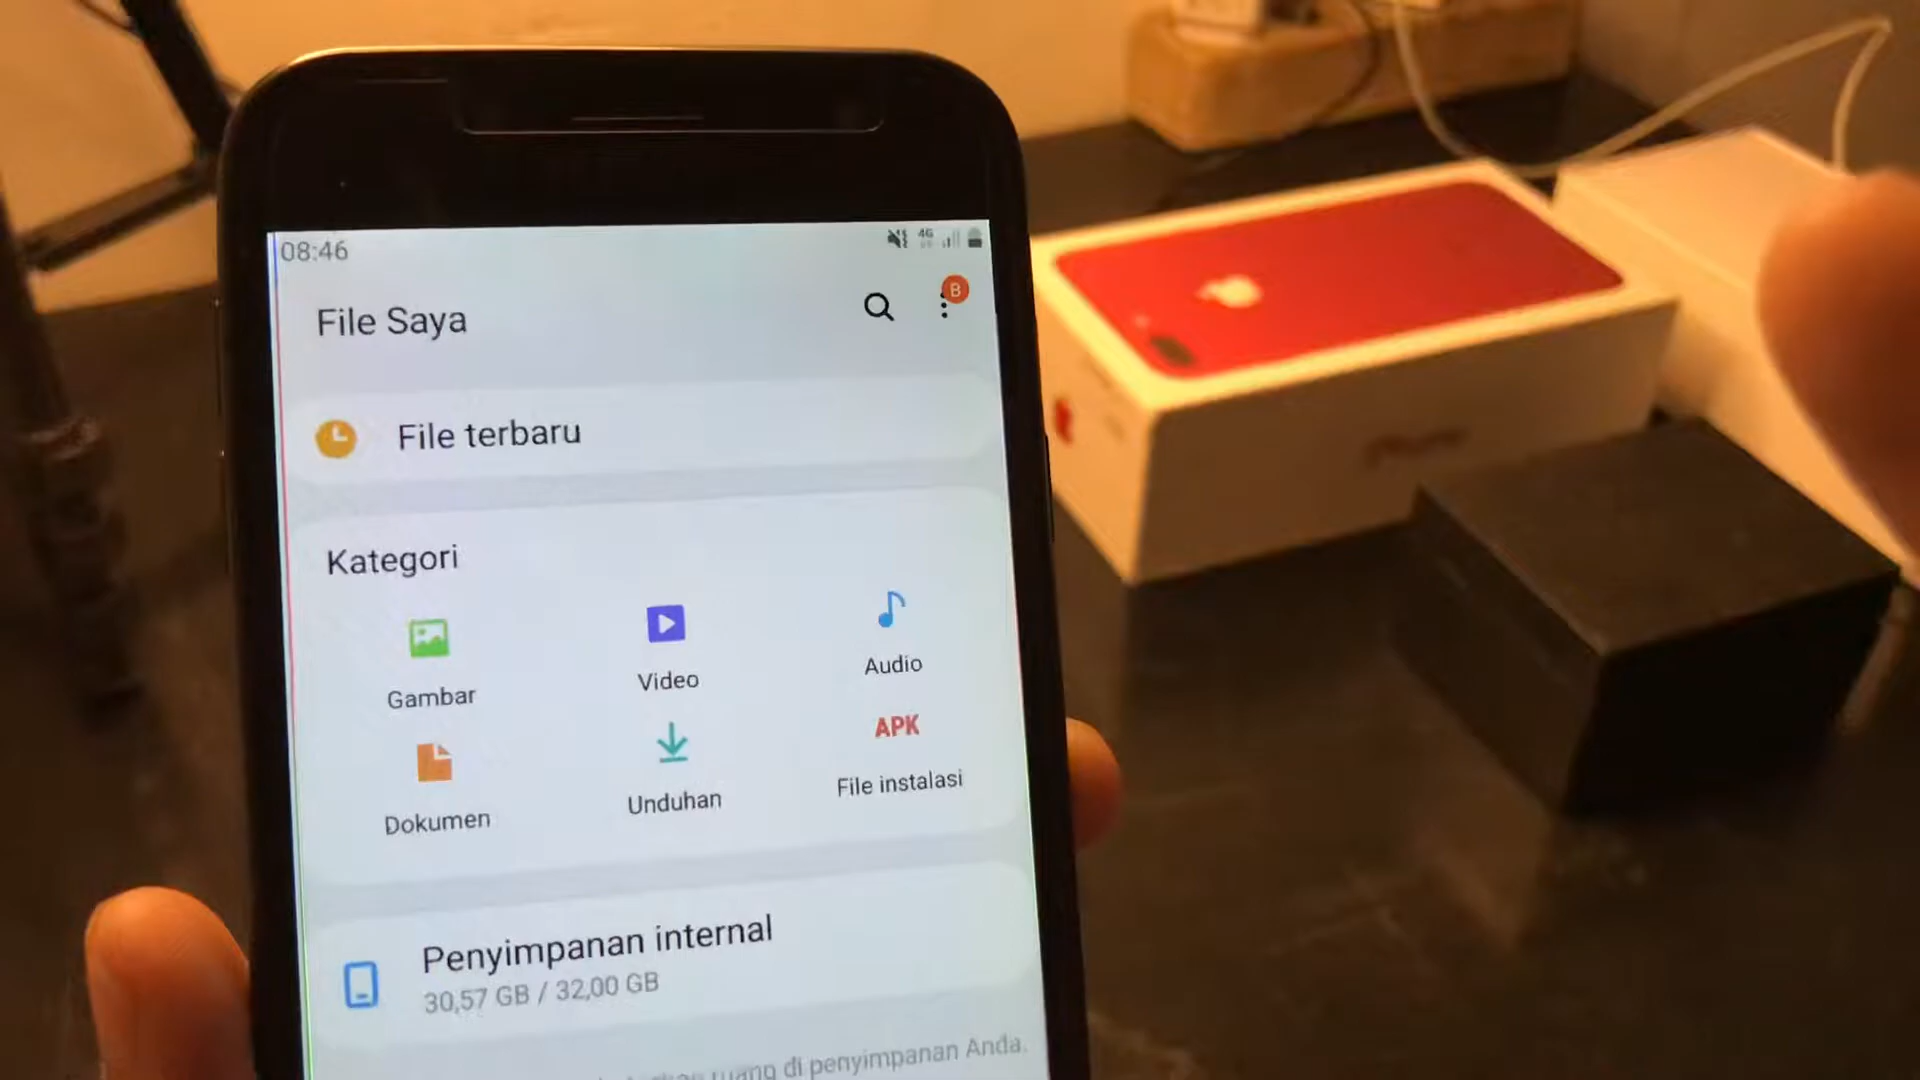 08:46
4G
File Saya
B
File terbaru
Kategori
Gambar
Video
Audio
APK
Dokumen
Unduhan
File instalasi
Penyimpanan internal
30,57 GB / 32,00 GB
ruang di penyimpanan Anda.